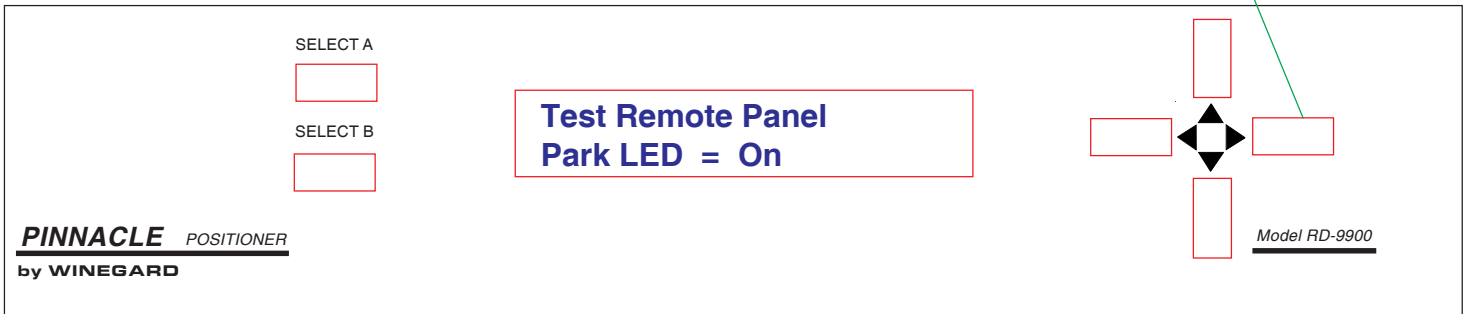 SELECT A
SELECT B
Test Remote Panel
Park LED = On
PINNACLE POSITIONER
by WINEGARD
Model RD-9900